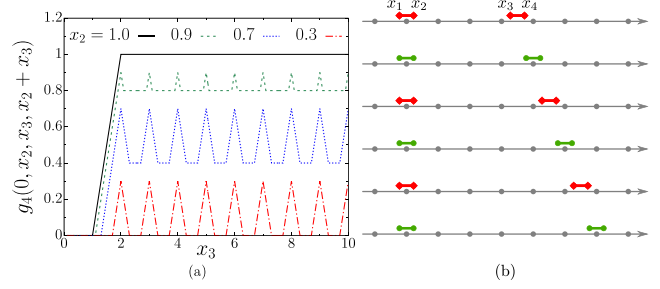 1.2
x₂ = 1.0 0.9 0.7 0.3
1
0.8
0.6
0.4
0.2
0
0 2 4 6 8 10
g₄(0, x₂, x₃, x₂ + x₃)
x₃
(a)
x₁ x₂ x₃ x₄
(b)